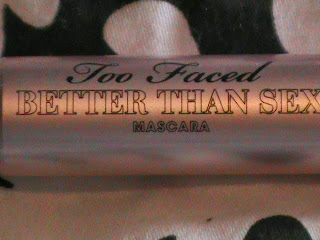 Too Faced
BETTER THAN SEX
MASCARA